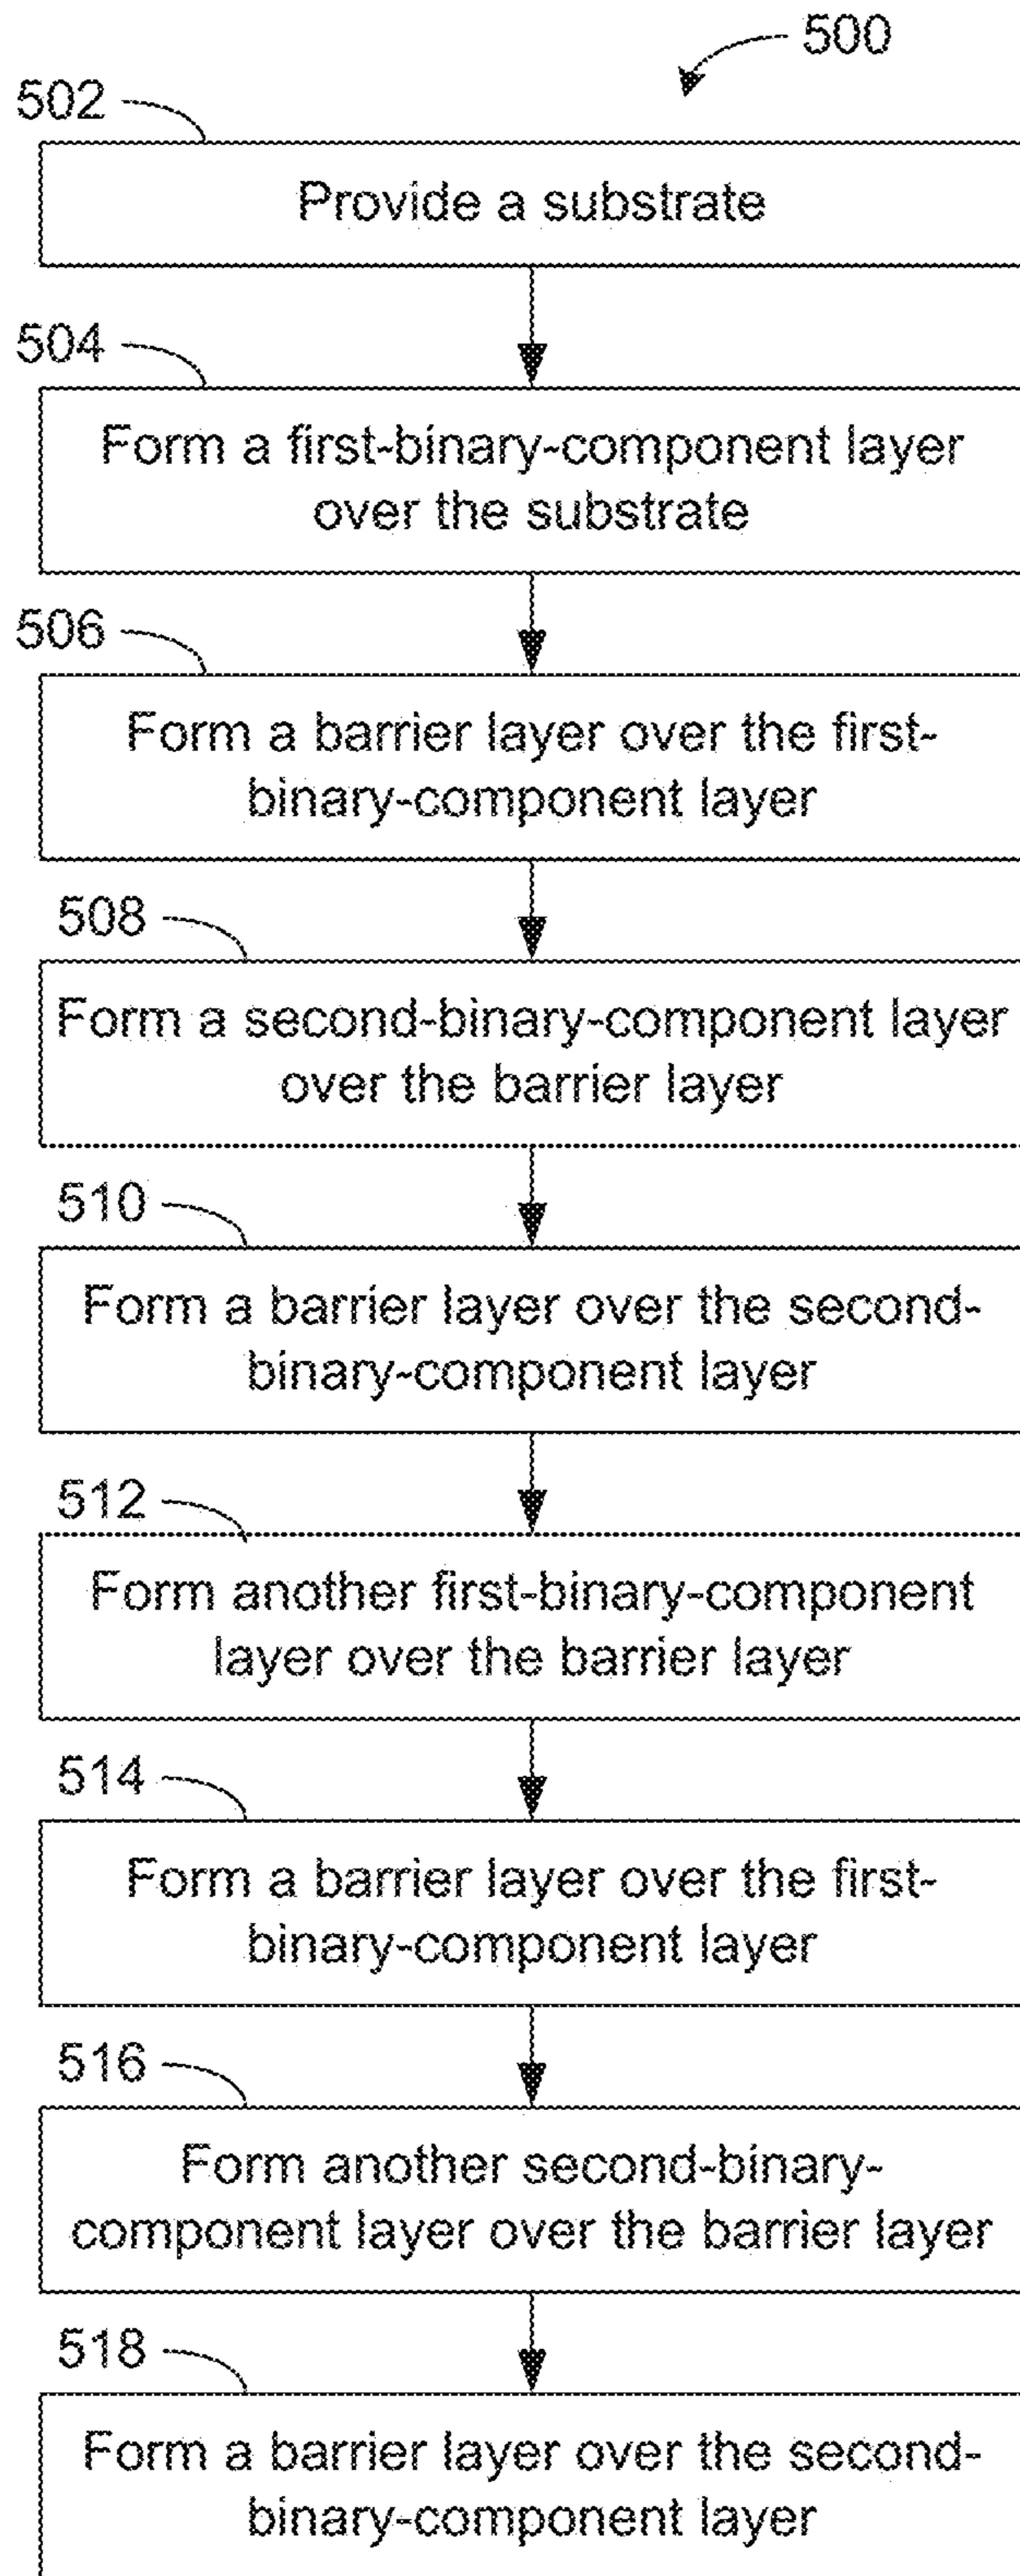 500
502
Provide a substrate
504
Form a first-binary-component layer
over the substrate
506
Form a barrier layer over the first-
binary-component layer
508
Form a second-binary-component layer
over the barrier layer
510
Form a barrier layer over the second-
binary-component layer
512
Form another first-binary-component
layer over the barrier layer
514
Form a barrier layer over the first-
binary-component layer
516
Form another second-binary-
component layer over the barrier layer
518
Form a barrier layer over the second-
binary-component layer